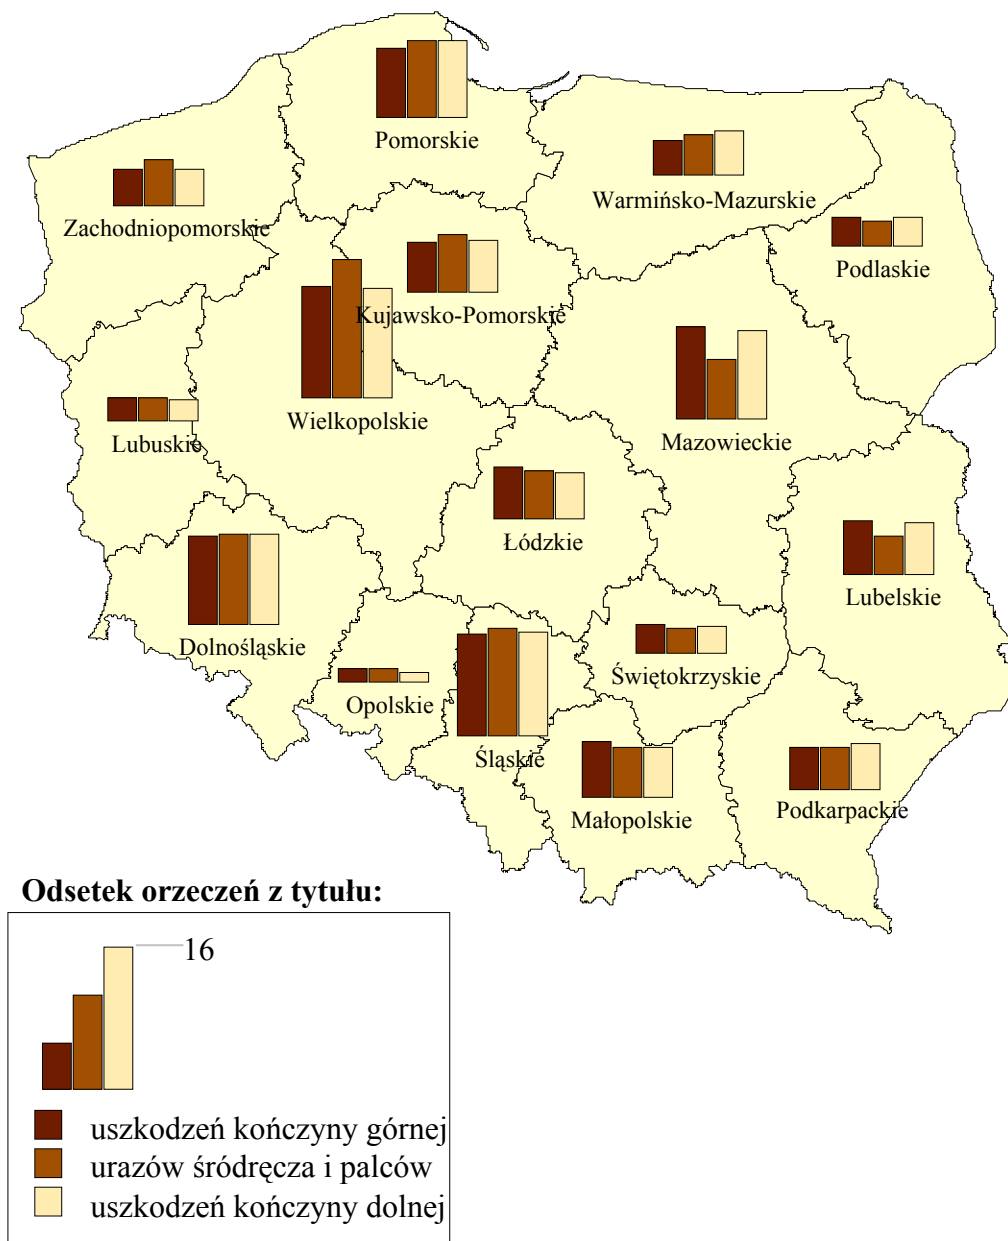 Pomorskie
Warmińsko-Mazurskie
Zachodniopomorskie
Podlaskie
Kujawsko-Pomorskie
Wielkopolskie
Mazowieckie
Lubuskie
Łódzkie
Lubelskie
Dolnośląskie
Świętokrzyskie
Opolskie
Śląskie
Małopolskie
Podkarpackie
Odsetek orzeczeń z tytułu:
16
uszkodzeń kończyny górnej
urazów śródręcza i palców
uszkodzeń kończyny dolnej